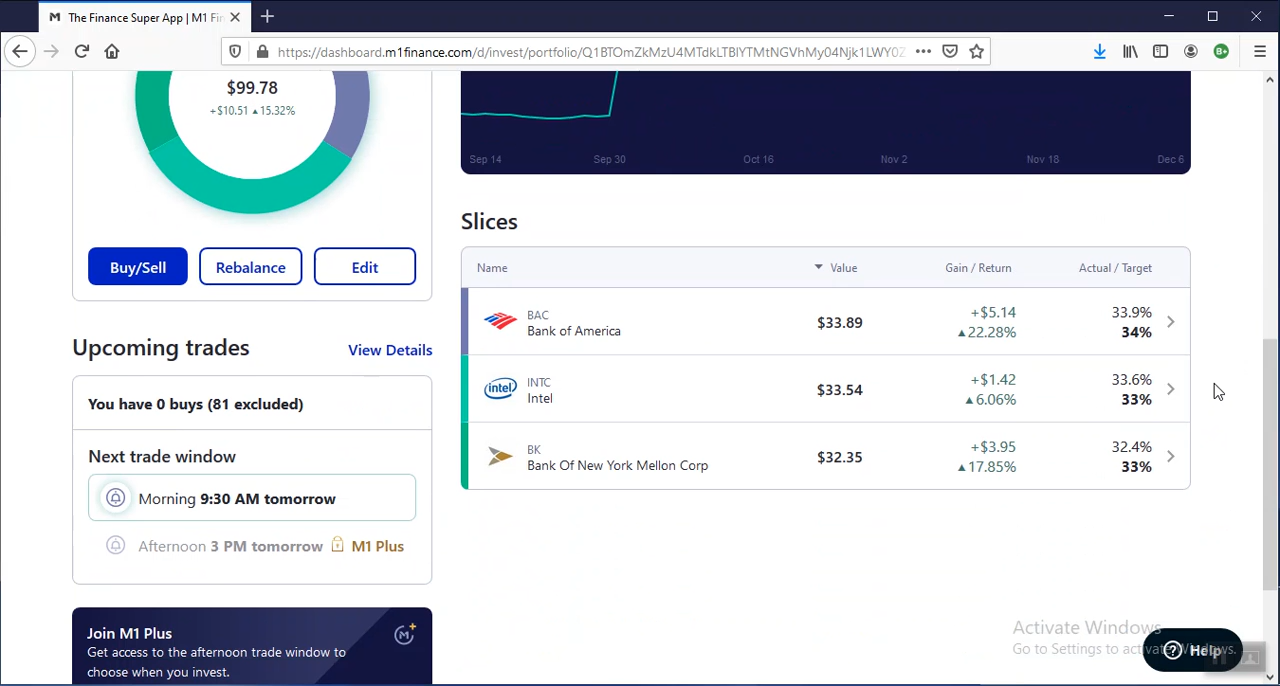 The Finance Super App | M1 Fin
https://dashboard.m1finance.com/d/invest/portfolio/
$99.78
+$10.51 ▲15.32%
Buy/Sell
Rebalance
Edit
Upcoming trades
View Details
You have 0 buys (81 excluded)
Next trade window
Morning 9:30 AM tomorrow
Afternoon 3 PM tomorrow M1 Plus
Join M1 Plus
Get access to the afternoon trade window to
choose when you invest.
Sep 14 Sep 30 Oct 16 Nov 2 Nov 18 Dec 6
Slices
Name Value Gain / Return Actual / Target
BAC
Bank of America
$33.89
+$5.14
▲22.28%
33.9%
34%
intel
INTC
Intel
$33.54
+$1.42
▲6.06%
33.6%
33%
BK
Bank Of New York Mellon Corp
$32.35
+$3.95
▲17.85%
32.4%
33%
Activate Windows
Go to Settings to activate Windows.
Help